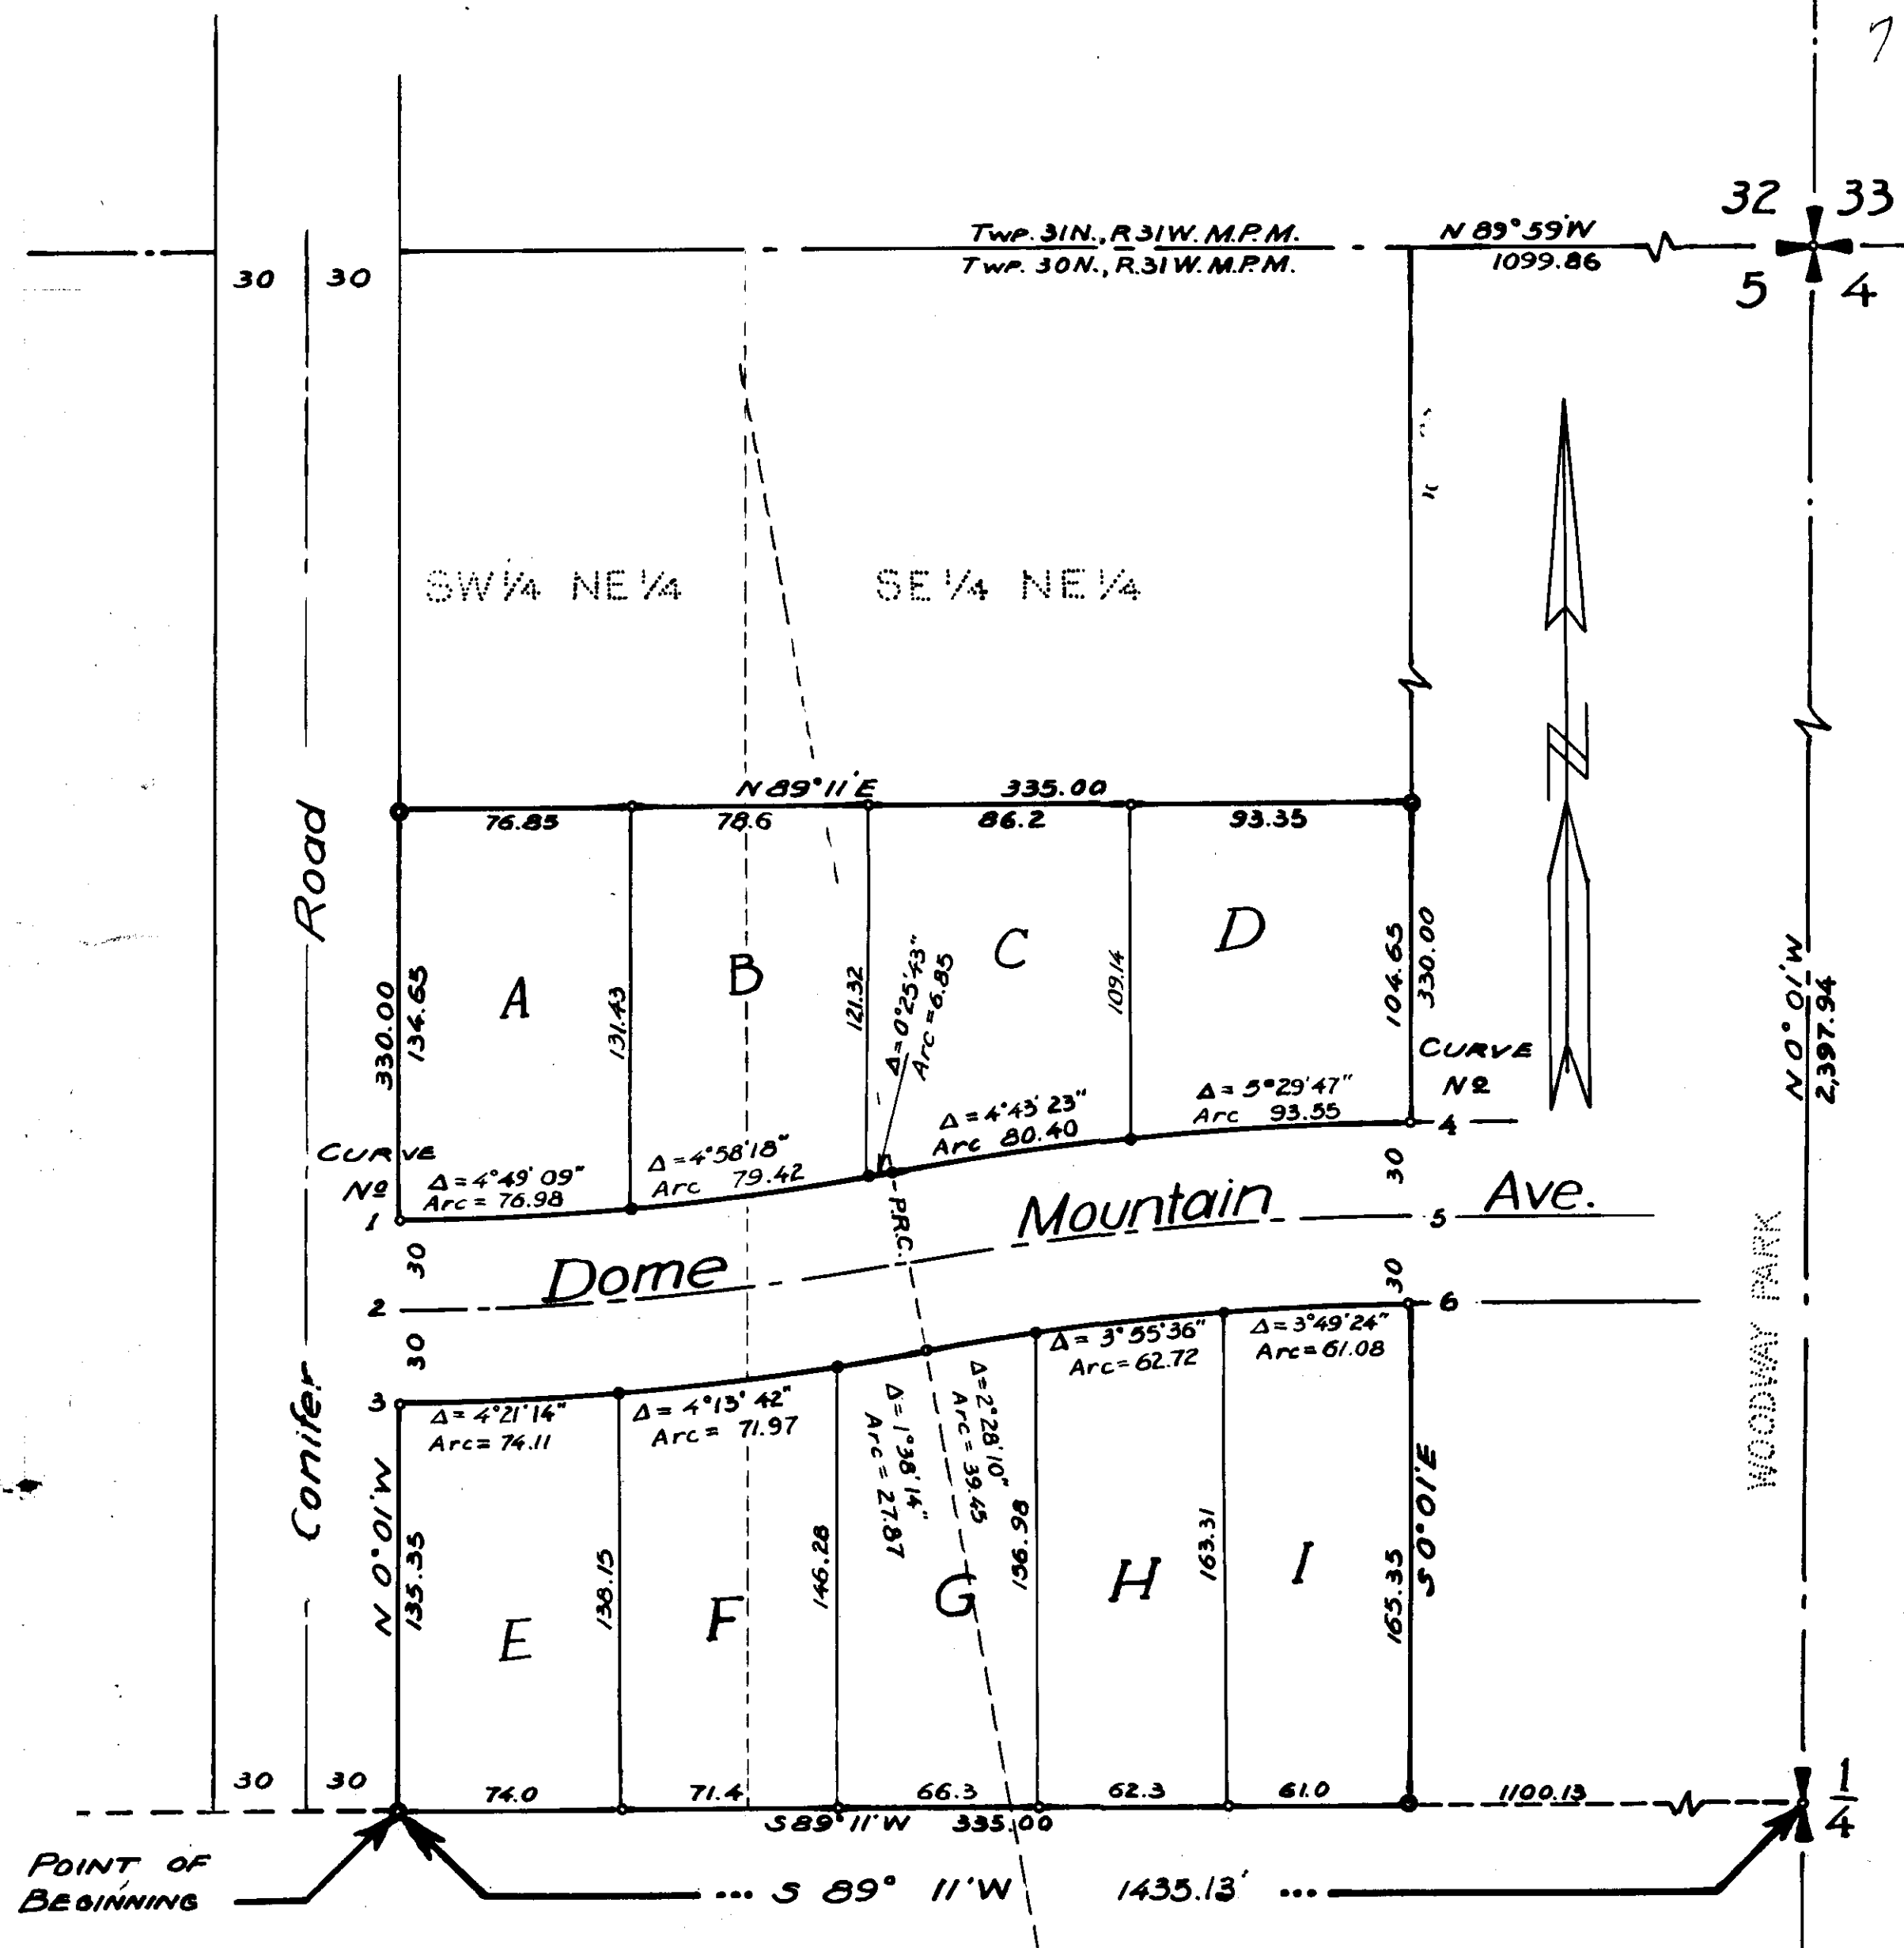 7
32 33
Twp. 31N., R 31W. M.P.M.
N 89°59'W
Twp. 30N., R.31W. M.P.M.
1099.86
30 30
5 4
SW¼ NE¼
SE¼ NE¼
N 89°11'E 335.00
76.85 78.6 86.2 93.35
Road
Conifer
330.00
134.65
131.43
121.32
109.14
104.65
330.00
A
B
C
D
Δ = 0°25'43"
Arc = 6.85
CURVE
Nº
1
CURVE
Nº
4
Δ = 4°49'09"
Arc = 76.98
Δ = 4°58'18"
Arc 79.42
Δ = 4°43'23"
Arc 80.40
Δ = 5°29'47"
Arc 93.55
30
30
P.R.C.
Dome Mountain Ave.
2
5
30
30
3
6
Δ = 4°21'14"
Arc = 74.11
Δ = 4°13'42"
Arc = 71.97
Δ = 1°38'14"
Arc = 27.87
Δ = 2°28'10"
Arc = 39.45
Δ = 3°55'36"
Arc = 62.72
Δ = 3°49'24"
Arc = 61.08
N 0°01'W
135.35
138.15
146.28
156.98
163.31
165.35
S 0°01'E
E
F
G
H
I
N 0°01'W
2,397.94
WOODWAY PARK
30 30
74.0 71.4 66.3 62.3 61.0
1100.13
1/4
S 89°11'W 335.00
POINT OF
BEGINNING
... S 89° 11'W 1435.13' ...